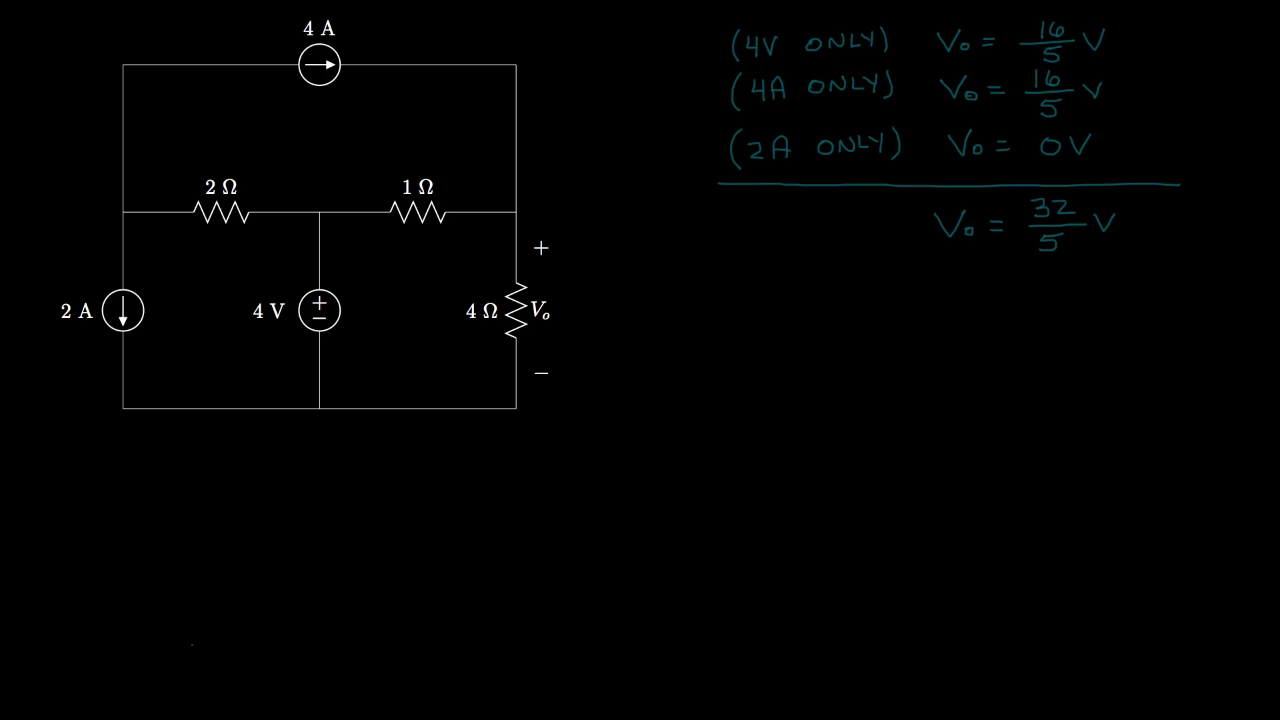 4 A
2 Ω
1 Ω
+
2 A
4 V
+
−
4 Ω
Vₒ
−
(4V ONLY) Vₒ = 16/5 V
(4A ONLY) Vₒ = 16/5 V
(2A ONLY) Vₒ = 0V
Vₒ = 32/5 V